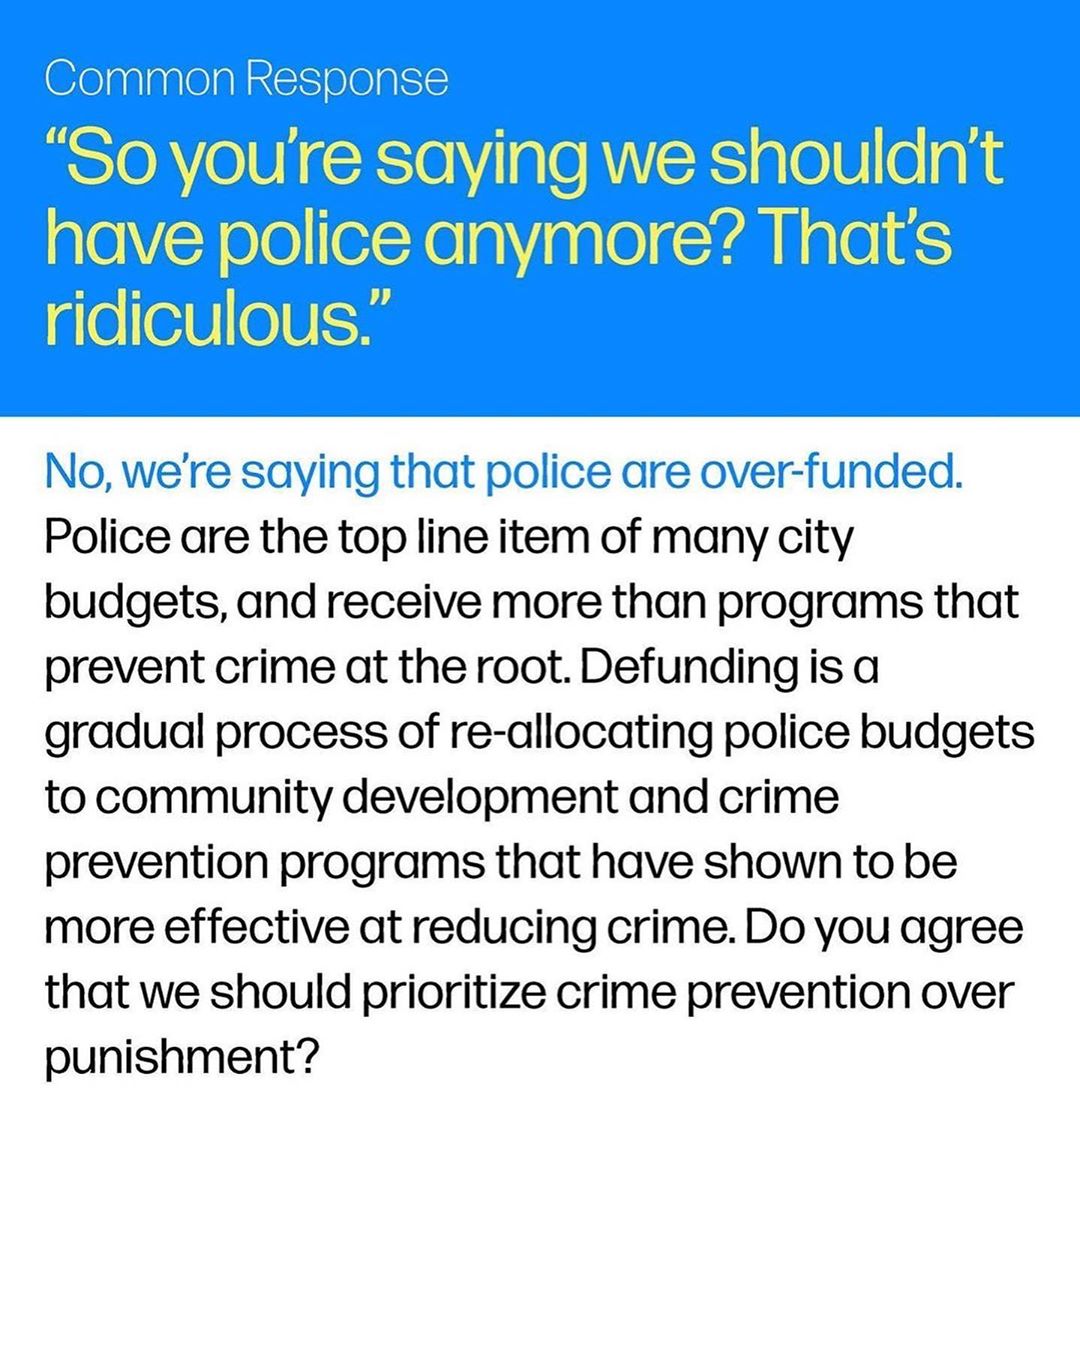 Common Response
“So you’re saying we shouldn’t
have police anymore? That’s
ridiculous.”
No, we’re saying that police are over-funded.
Police are the top line item of many city
budgets, and receive more than programs that
prevent crime at the root. Defunding is a
gradual process of re-allocating police budgets
to community development and crime
prevention programs that have shown to be
more effective at reducing crime. Do you agree
that we should prioritize crime prevention over
punishment?